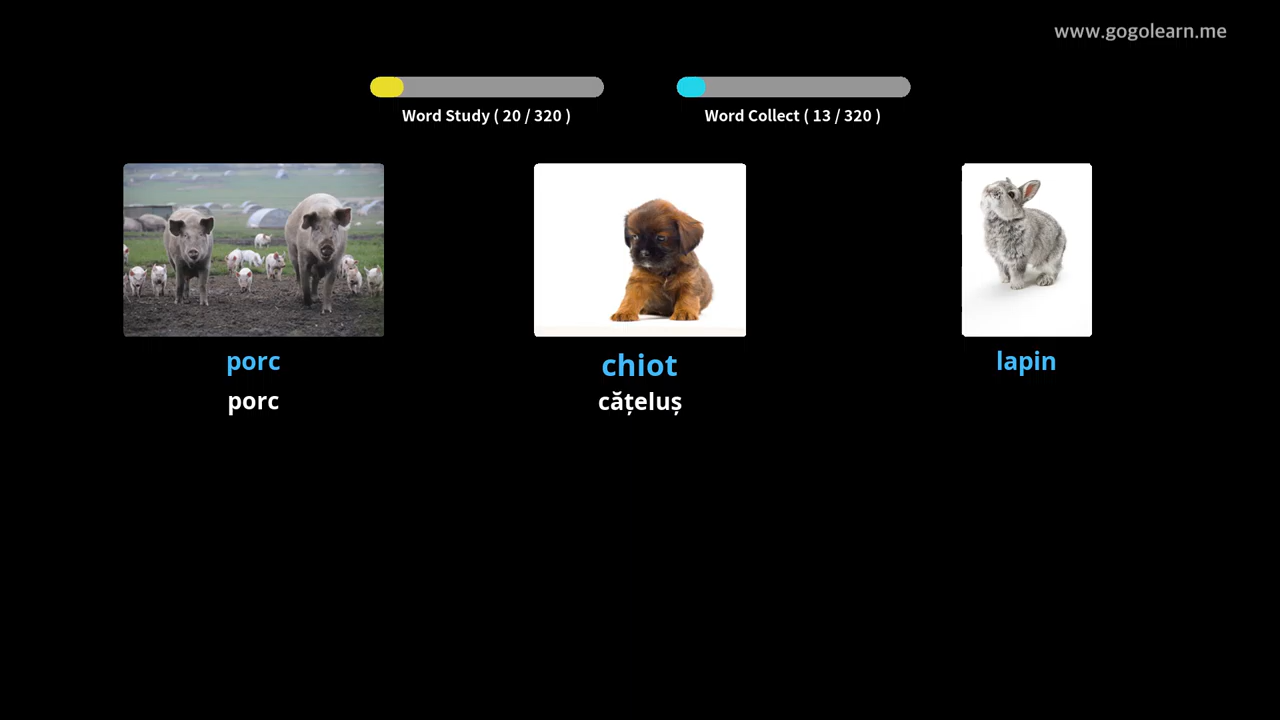 www.gogolearn.me
Word Study ( 20 / 320 )
Word Collect ( 13 / 320 )
porc
porc
chiot
cățeluș
lapin